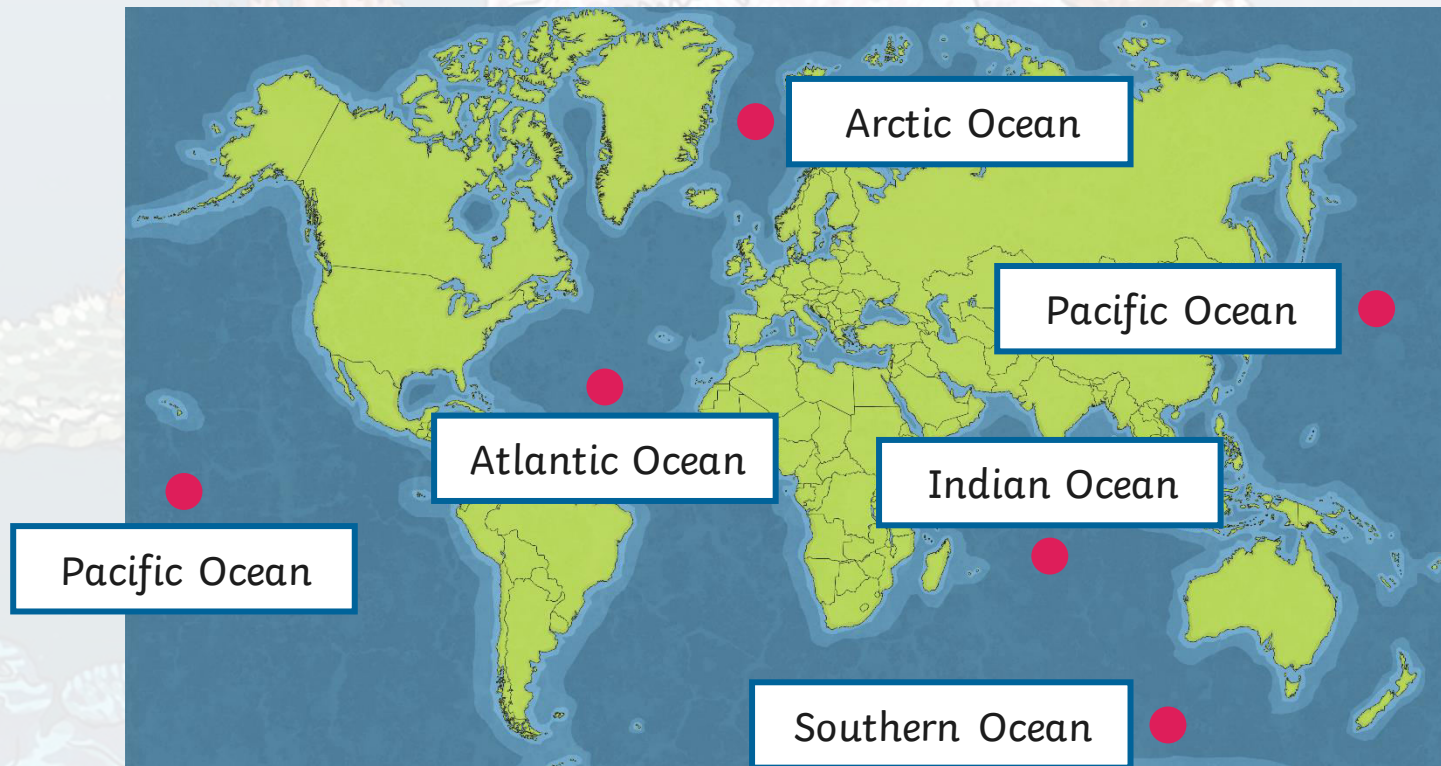 Arctic Ocean
Pacific Ocean
Atlantic Ocean
Indian Ocean
Pacific Ocean
Southern Ocean